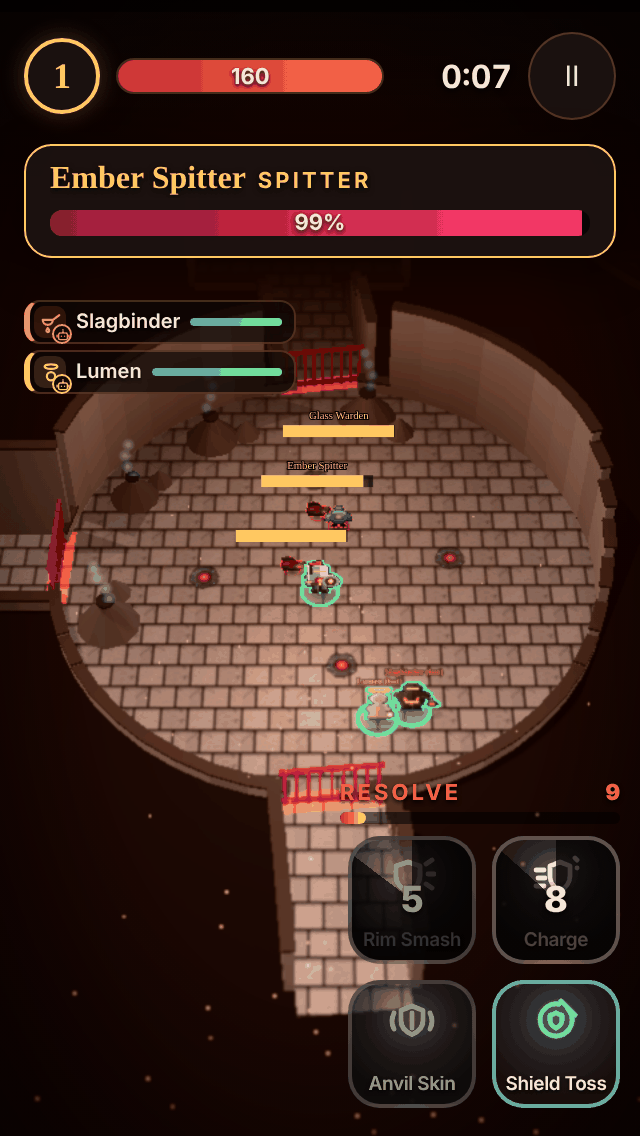 1
160
0:07
Ember Spitter SPITTER
99%
Slagbinder
Lumen
Glass Warden
Ember Spitter
RESOLVE 9
5
Rim Smash
8
Charge
Anvil Skin
Shield Toss